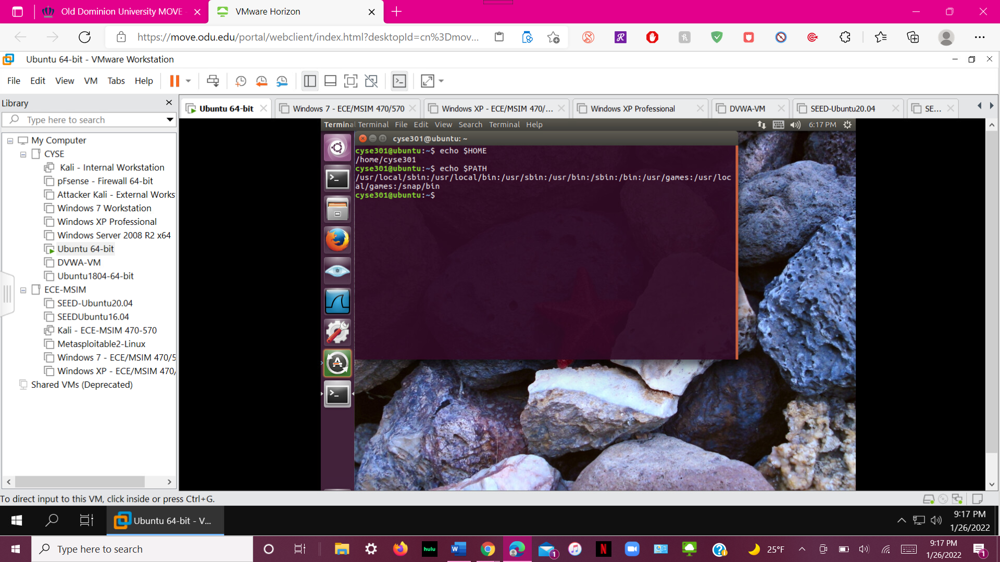 Old Dominion University MOVE
VMware Horizon
https://move.odu.edu/portal/webclient/index.html?desktopId=cn%3Dmov...
Ubuntu 64-bit - VMware Workstation
File Edit View VM Tabs Help
Library
Type here to search
My Computer
CYSE
Kali - Internal Workstation
pFsense - Firewall 64-bit
Attacker Kali - External Works
Windows 7 Workstation
Windows XP Professional
Windows Server 2008 R2 x64
Ubuntu 64-bit
DVWA-VM
Ubuntu1804-64-bit
ECE-MSIM
SEED-Ubuntu20.04
SEEDUbuntu16.04
Kali - ECE-MSIM 470-570
Metasploitable2-Linux
Windows 7 - ECE/MSIM 470/5
Windows XP - ECE/MSIM 470/
Shared VMs (Deprecated)
Ubuntu 64-bit
Windows 7 - ECE/MSIM 470/570
Windows XP - ECE/MSIM 470/...
Windows XP Professional
DVWA-VM
SEED-Ubuntu20.04
SE...
Termina Terminal File Edit View Search Terminal Help
6:17 PM
cyse301@ubuntu: ~
cyse301@ubuntu:~$ echo $HOME
/home/cyse301
cyse301@ubuntu:~$ echo $PATH
/usr/local/sbin:/usr/local/bin:/usr/sbin:/usr/bin:/sbin:/bin:/usr/games:/usr/loc
al/games:/snap/bin
cyse301@ubuntu:~$
To direct input to this VM, click inside or press Ctrl+G.
Ubuntu 64-bit - V...
9:17 PM
1/26/2022
Type here to search
hulu
25°F
9:17 PM
1/26/2022
1
1